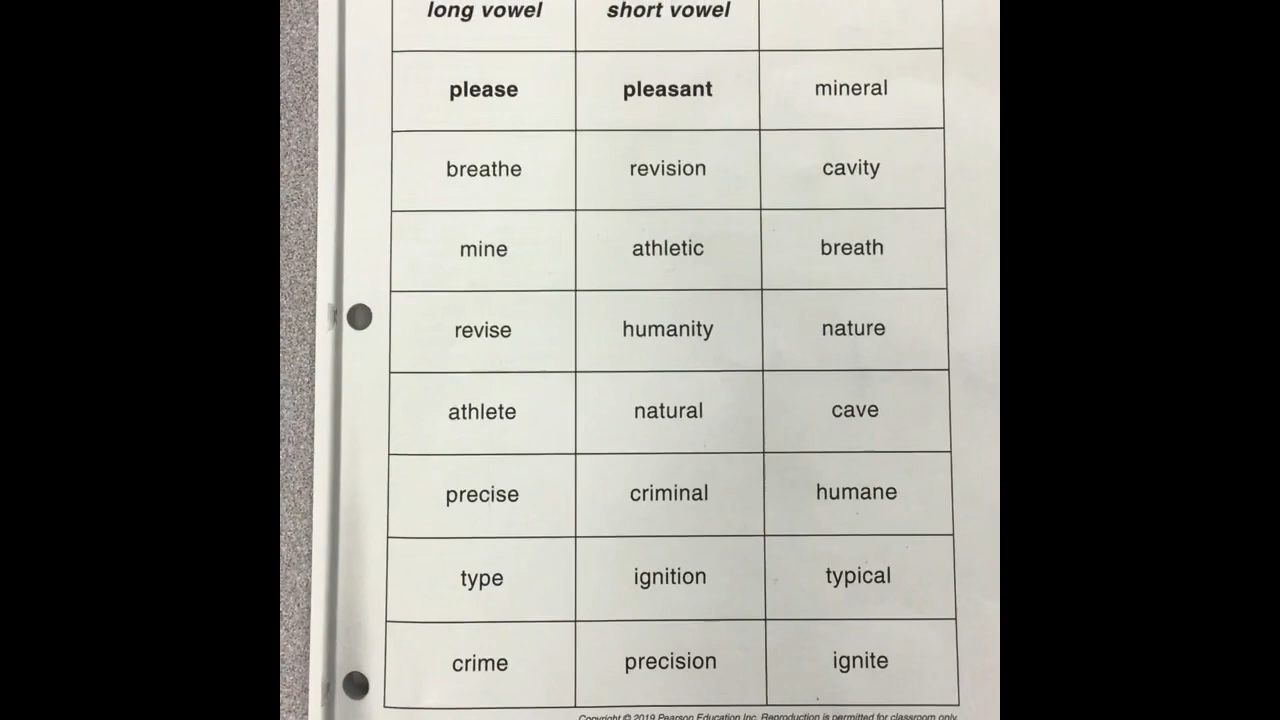 long vowel short vowel
please pleasant mineral
breathe revision cavity
mine athletic breath
revise humanity nature
athlete natural cave
precise criminal humane
type ignition typical
crime precision ignite
Copyright © 2019 Pearson Education Inc. Reproduction is permitted for classroom only.